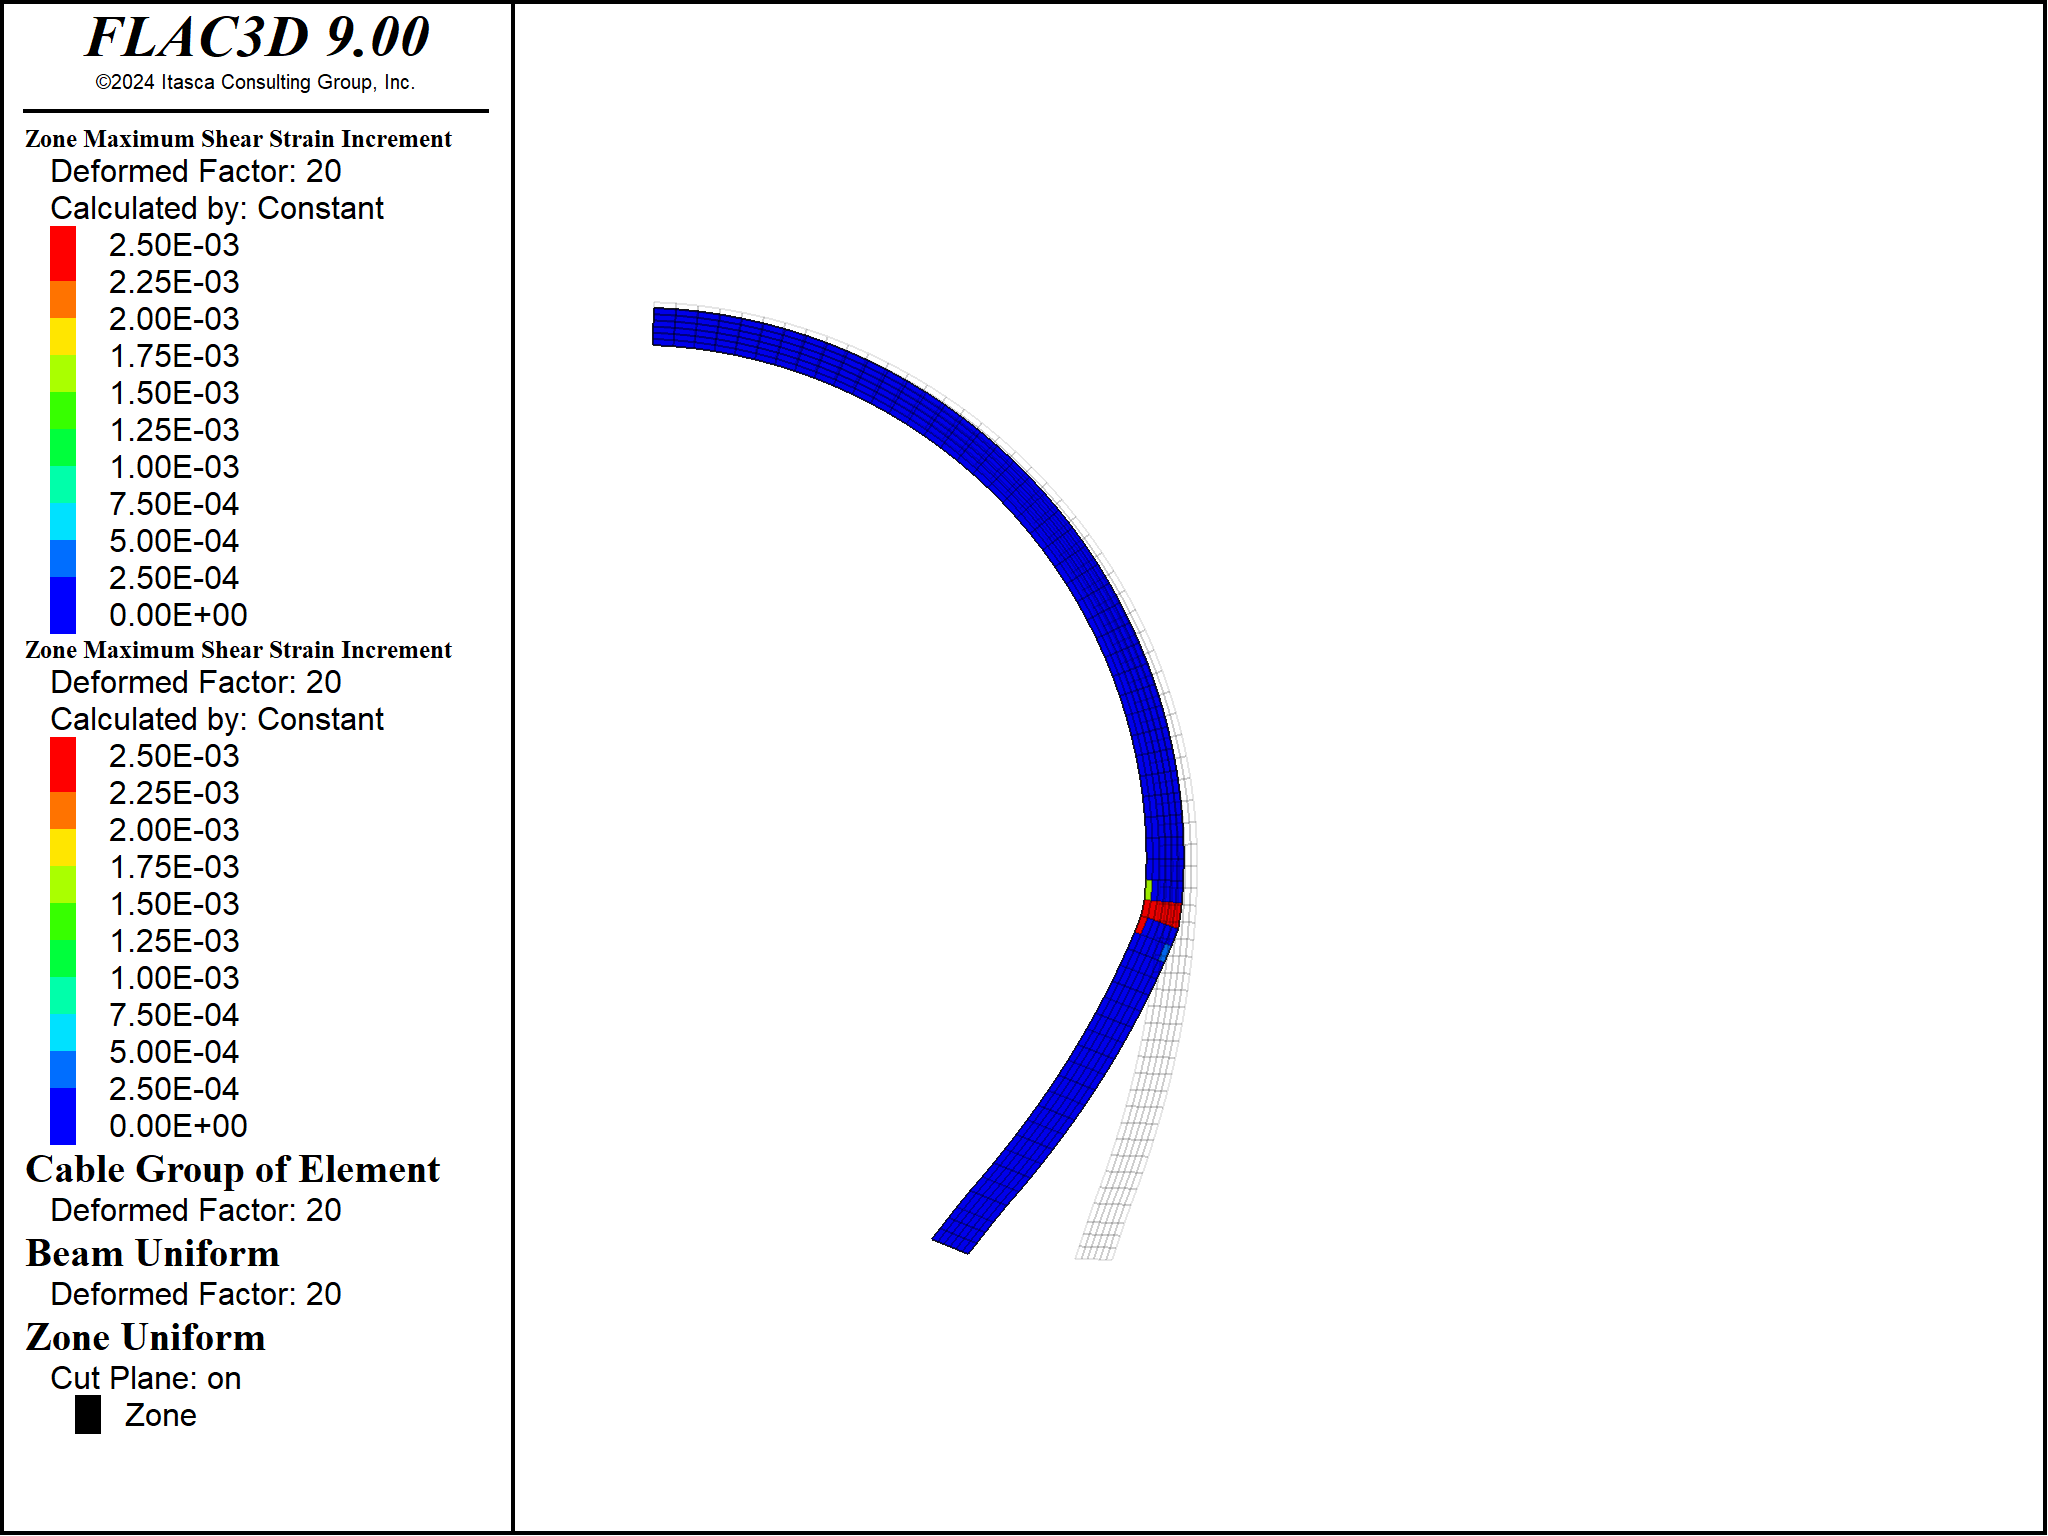 FLAC3D 9.00
©2024 Itasca Consulting Group, Inc.
Zone Maximum Shear Strain Increment
Deformed Factor: 20
Calculated by: Constant
2.50E-03
2.25E-03
2.00E-03
1.75E-03
1.50E-03
1.25E-03
1.00E-03
7.50E-04
5.00E-04
2.50E-04
0.00E+00
Zone Maximum Shear Strain Increment
Deformed Factor: 20
Calculated by: Constant
2.50E-03
2.25E-03
2.00E-03
1.75E-03
1.50E-03
1.25E-03
1.00E-03
7.50E-04
5.00E-04
2.50E-04
0.00E+00
Cable Group of Element
Deformed Factor: 20
Beam Uniform
Deformed Factor: 20
Zone Uniform
Cut Plane: on
Zone